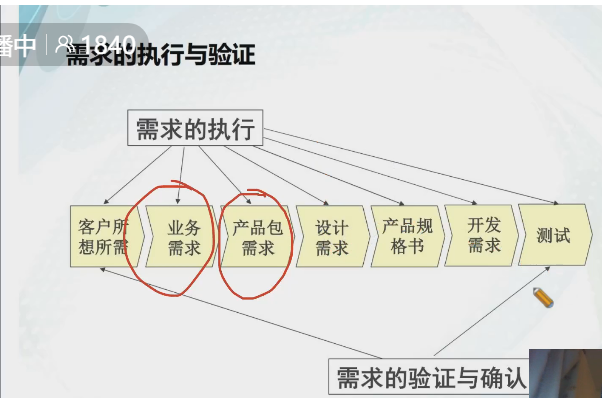 播中 1840
需求的执行与验证
需求的执行
客户所
想所需
业务
需求
产品包
需求
设计
需求
产品规
格书
开发
需求
测试
需求的验证与确认